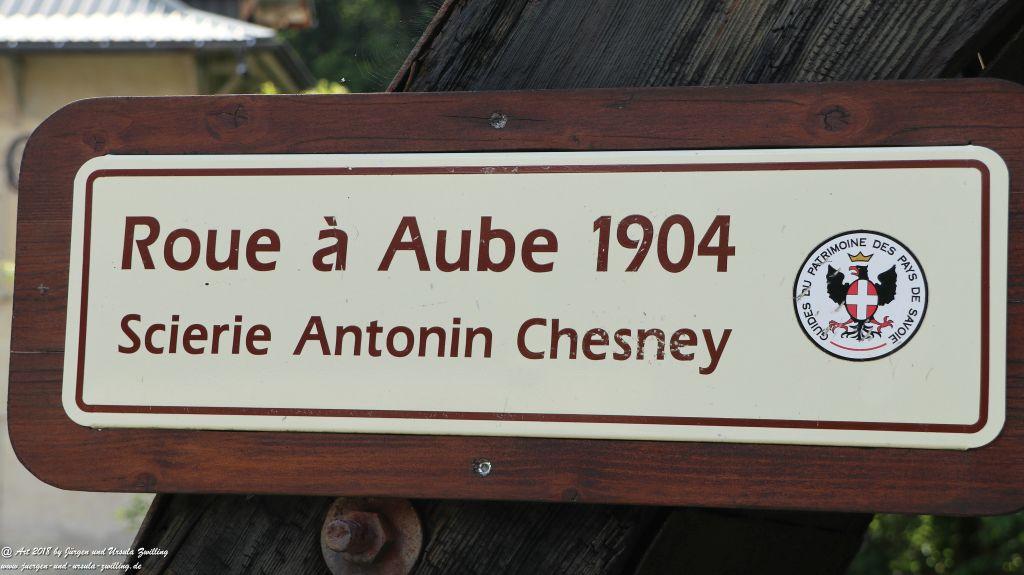 Roue à Aube 1904
Scierie Antonin Chesney
GUIDES DU PATRIMOINE DES PAYS DE SAVOIE
@ Art 2018 by Jürgen und Ursula Zwilling
www.juergen-und-ursula-zwilling.de